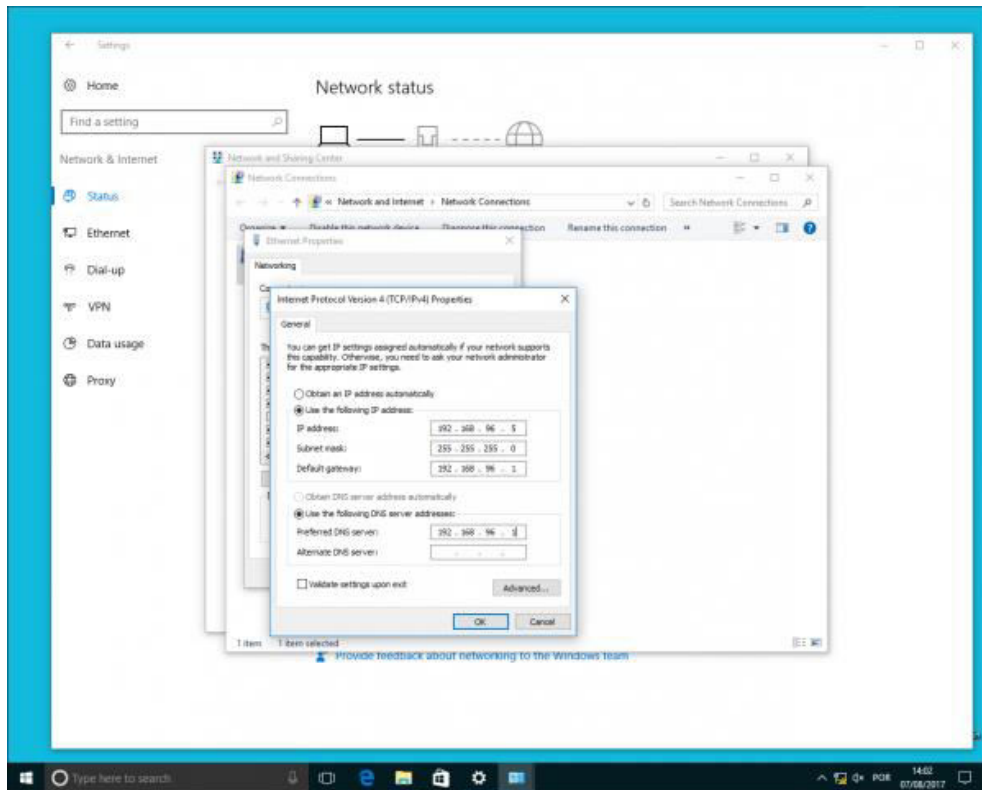 Settings
Home
Network status
Find a setting
Network & Internet
Network and Sharing Center
Network Connections
Status
« Network and Internet › Network Connections
Search Network Connections
Ethernet
Organize
Disable this network device
Diagnose this connection
Rename this connection
»
Ethernet Properties
Dial-up
Networking
VPN
Internet Protocol Version 4 (TCP/IPv4) Properties
General
Data usage
You can get IP settings assigned automatically if your network supports
this capability. Otherwise, you need to ask your network administrator
for the appropriate IP settings.
Proxy
Obtain an IP address automatically
Use the following IP address:
IP address: 192 . 168 . 96 . 5
Subnet mask: 255 . 255 . 255 . 0
Default gateway: 192 . 168 . 96 . 1
Obtain DNS server address automatically
Use the following DNS server addresses:
Preferred DNS server: 192 . 168 . 96 . 1
Alternate DNS server: . . .
Validate settings upon exit
Advanced...
OK Cancel
1 item 1 item selected
Provide feedback about networking to the Windows team
Type here to search
POR
14:02
07/08/2017